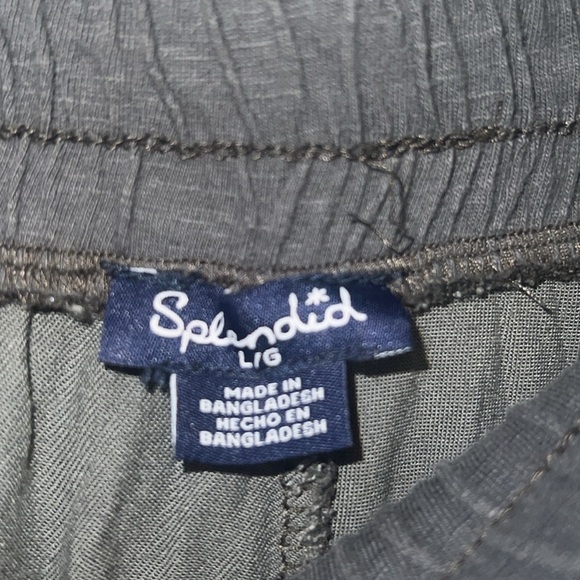 Splendid
L/G
MADE IN
BANGLADESH
HECHO EN
BANGLADESH